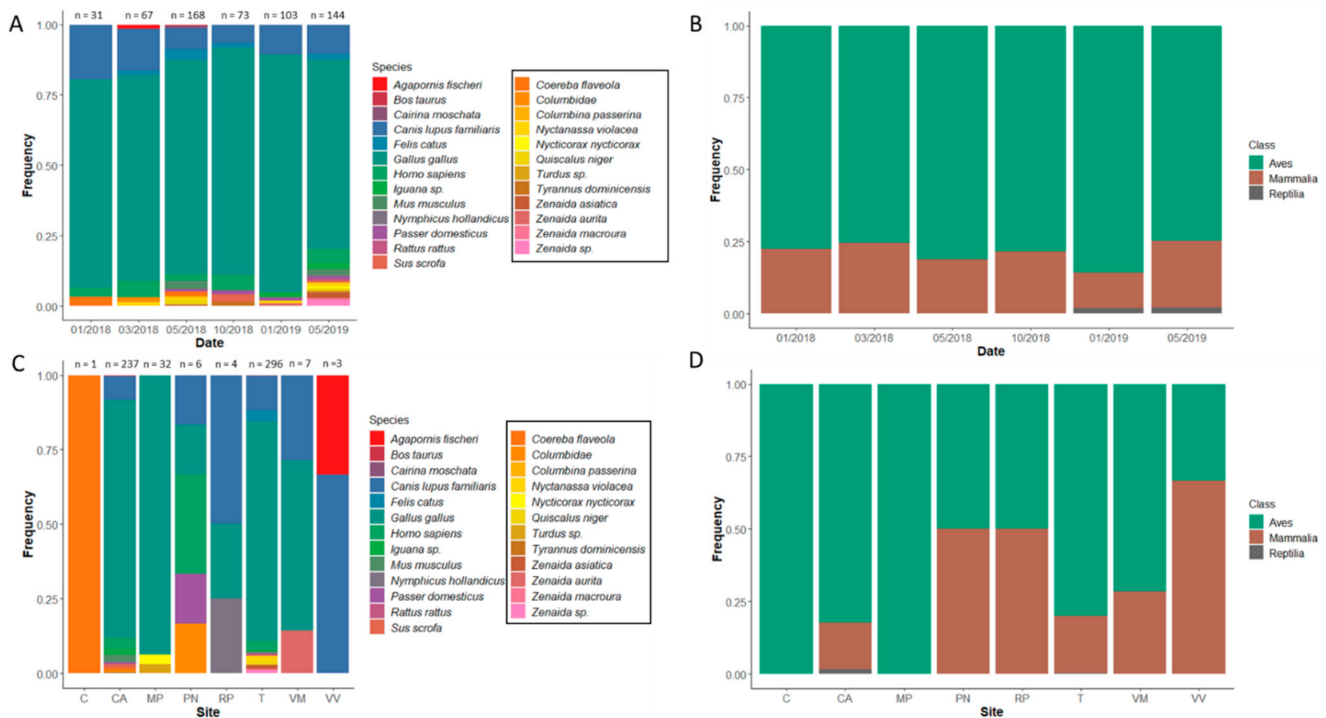 A
n = 31 n = 67 n = 168 n = 73 n = 103 n = 144
1.00
0.75
0.50
0.25
0.00
Frequency
01/2018 03/2018 05/2018 10/2018 01/2019 05/2019
Date
Species
Agapornis fischeri
Bos taurus
Cairina moschata
Canis lupus familiaris
Felis catus
Gallus gallus
Homo sapiens
Iguana sp.
Mus musculus
Nymphicus hollandicus
Passer domesticus
Rattus rattus
Sus scrofa
Coereba flaveola
Columbidae
Columbina passerina
Nyctanassa violacea
Nycticorax nycticorax
Quiscalus niger
Turdus sp.
Tyrannus dominicensis
Zenaida asiatica
Zenaida aurita
Zenaida macroura
Zenaida sp.
B
1.00
0.75
0.50
0.25
0.00
Frequency
01/2018 03/2018 05/2018 10/2018 01/2019 05/2019
Date
Class
Aves
Mammalia
Reptilia
C
n = 1 n = 237 n = 32 n = 6 n = 4 n = 296 n = 7 n =3
1.00
0.75
0.50
0.25
0.00
Frequency
C CA MP PN RP T VM VV
Site
Species
Agapornis fischeri
Bos taurus
Cairina moschata
Canis lupus familiaris
Felis catus
Gallus gallus
Homo sapiens
Iguana sp.
Mus musculus
Nymphicus hollandicus
Passer domesticus
Rattus rattus
Sus scrofa
Coereba flaveola
Columbidae
Columbina passerina
Nyctanassa violacea
Nycticorax nycticorax
Quiscalus niger
Turdus sp.
Tyrannus dominicensis
Zenaida asiatica
Zenaida aurita
Zenaida macroura
Zenaida sp.
D
1.00
0.75
0.50
0.25
0.00
Frequency
C CA MP PN RP T VM VV
Site
Class
Aves
Mammalia
Reptilia